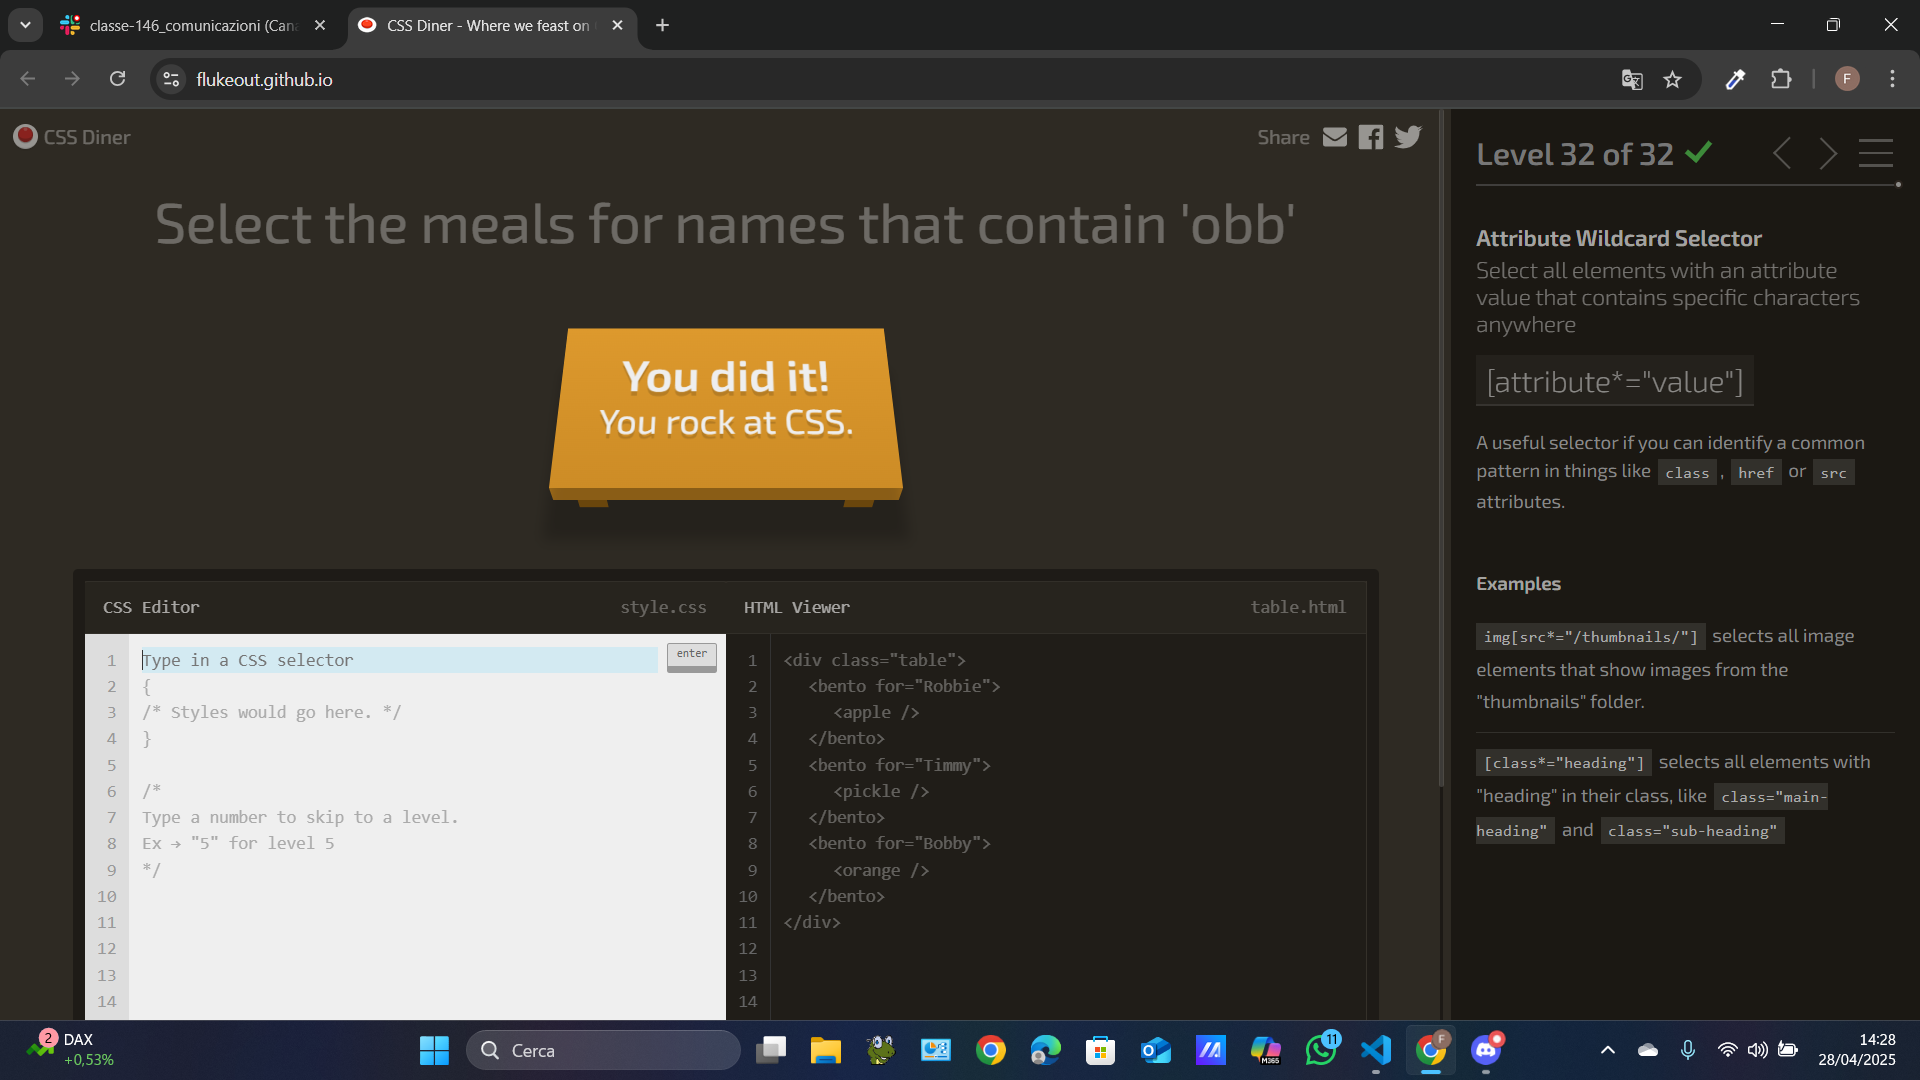 classe-146_comunicazioni (Can
CSS Diner - Where we feast on
flukeout.github.io
F
CSS Diner
Share
Select the meals for names that contain 'obb'
You did it!
You rock at CSS.
CSS Editor
style.css
1 Type in a CSS selector
enter
2 {
3 /* Styles would go here. */
4 }
5
6 /*
7 Type a number to skip to a level.
8 Ex → "5" for level 5
9 */
10
11
12
13
14
HTML Viewer
table.html
1 <div class="table">
2 <bento for="Robbie">
3 <apple />
4 </bento>
5 <bento for="Timmy">
6 <pickle />
7 </bento>
8 <bento for="Bobby">
9 <orange />
10 </bento>
11 </div>
12
13
14
Level 32 of 32
Attribute Wildcard Selector
Select all elements with an attribute
value that contains specific characters
anywhere
[attribute*="value"]
A useful selector if you can identify a common
pattern in things like class , href or src
attributes.
Examples
img[src*="/thumbnails/"] selects all image
elements that show images from the
"thumbnails" folder.
[class*="heading"] selects all elements with
"heading" in their class, like class="main-
heading" and class="sub-heading"
2
DAX
+0,53%
Cerca
M365
11
F
14:28
28/04/2025